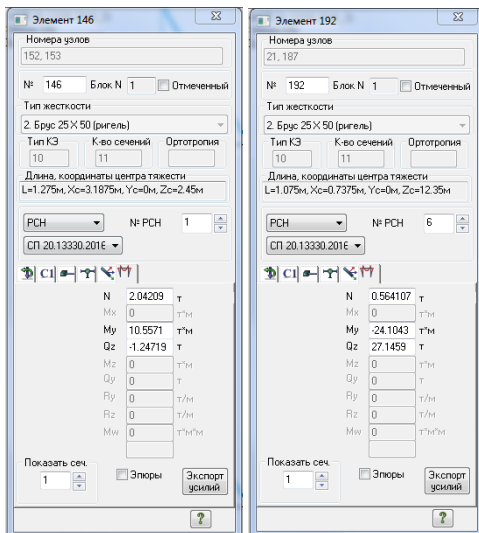 Элемент 146
Номера узлов
152, 153
№ 146 Блок N 1 Отмеченный
Тип жесткости
2. Брус 25 X 50 (ригель)
Тип КЭ К-во сечений Ортотропия
10 11
Длина, координаты центра тяжести
L=1.275м, Xc=3.1875м, Yc=0м, Zc=2.45м
РСН № РСН 1
СП 20.13330.2016
C1
N 2.04209 т
Mx 0 т*м
My 10.5571 т*м
Qz -1.24719 т
Mz 0 т*м
Qy 0 т
Ry 0 т/м
Rz 0 т/м
Mw 0 т*м*м
Показать сеч.
1 Эпюры Экспорт усилий
?
Элемент 192
Номера узлов
21, 187
№ 192 Блок N 1 Отмеченный
Тип жесткости
2. Брус 25 X 50 (ригель)
Тип КЭ К-во сечений Ортотропия
10 11
Длина, координаты центра тяжести
L=1.075м, Xc=0.7375м, Yc=0м, Zc=12.35м
РСН № РСН 6
СП 20.13330.2016
C1
N 0.564107 т
Mx 0 т*м
My -24.1043 т*м
Qz 27.1459 т
Mz 0 т*м
Qy 0 т
Ry 0 т/м
Rz 0 т/м
Mw 0 т*м*м
Показать сеч.
1 Эпюры Экспорт усилий
?